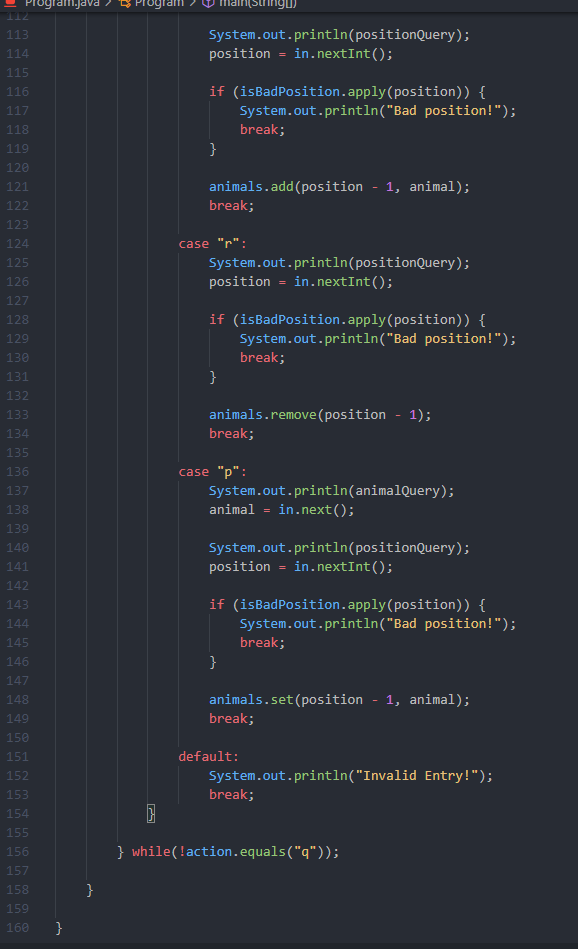 Program.java > Program > main(String[])
112
113 System.out.println(positionQuery);
114 position = in.nextInt();
115
116 if (isBadPosition.apply(position)) {
117 System.out.println("Bad position!");
118 break;
119 }
120
121 animals.add(position - 1, animal);
122 break;
123
124 case "r":
125 System.out.println(positionQuery);
126 position = in.nextInt();
127
128 if (isBadPosition.apply(position)) {
129 System.out.println("Bad position!");
130 break;
131 }
132
133 animals.remove(position - 1);
134 break;
135
136 case "p":
137 System.out.println(animalQuery);
138 animal = in.next();
139
140 System.out.println(positionQuery);
141 position = in.nextInt();
142
143 if (isBadPosition.apply(position)) {
144 System.out.println("Bad position!");
145 break;
146 }
147
148 animals.set(position - 1, animal);
149 break;
150
151 default:
152 System.out.println("Invalid Entry!");
153 break;
154 }
155
156 } while(!action.equals("q"));
157
158 }
159
160 }